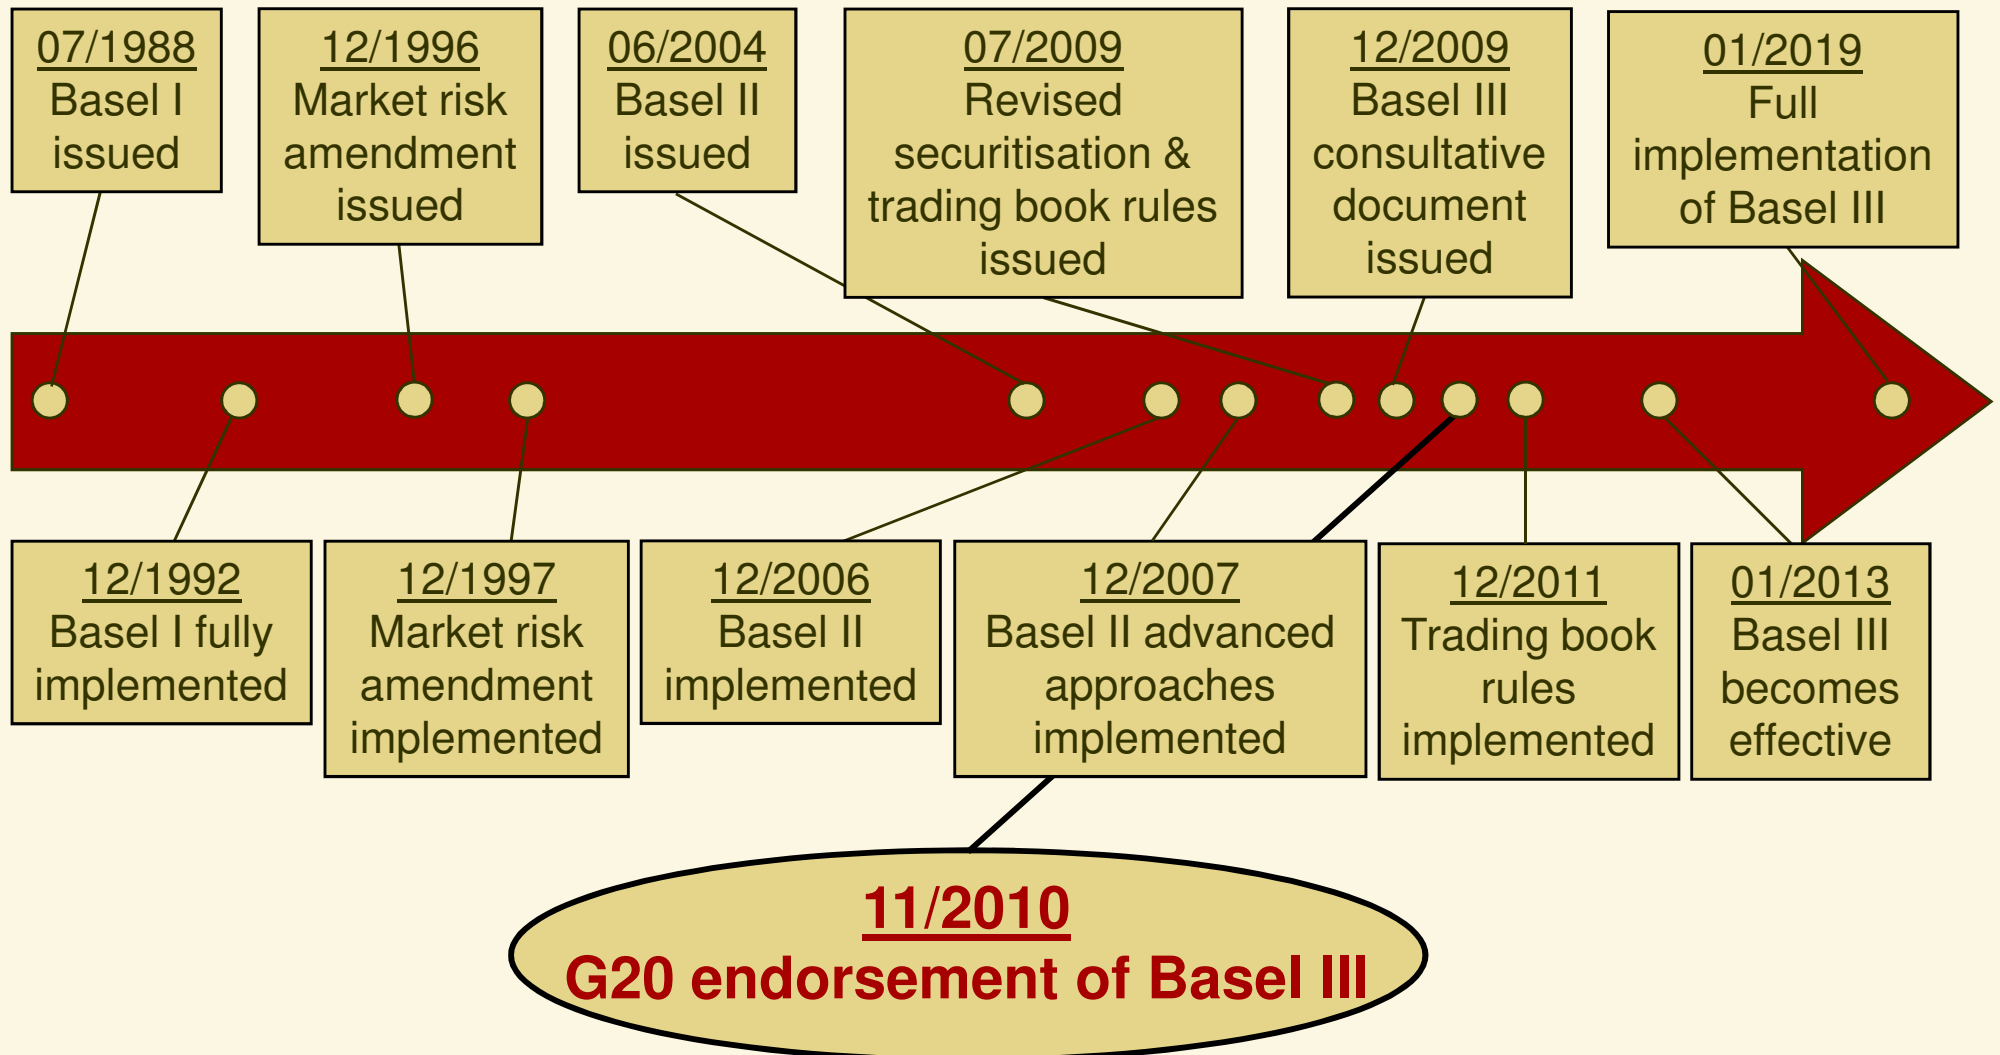 07/1988
Basel I
issued
12/1996
Market risk
amendment
issued
06/2004
Basel II
issued
07/2009
Revised
securitisation &
trading book rules
issued
12/2009
Basel III
consultative
document
issued
01/2019
Full
implementation
of Basel III
12/1992
Basel I fully
implemented
12/1997
Market risk
amendment
implemented
12/2006
Basel II
implemented
12/2007
Basel II advanced
approaches
implemented
12/2011
Trading book
rules
implemented
01/2013
Basel III
becomes
effective
11/2010
G20 endorsement of Basel III